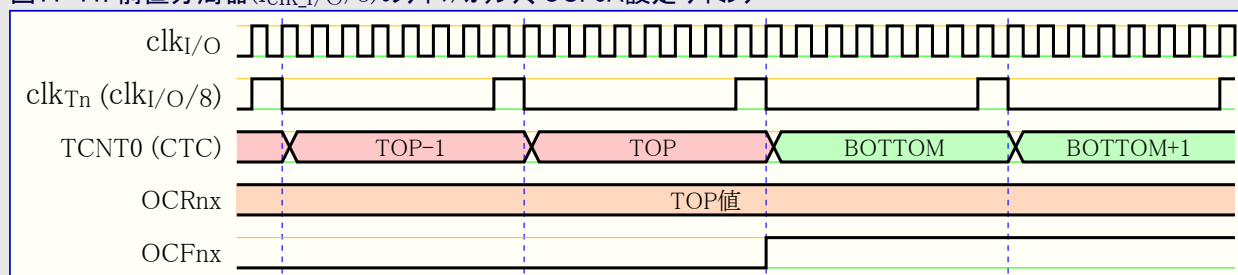 clkI/O
clkTn (clkI/O/8)
TCNT0 (CTC) TOP-1 TOP BOTTOM BOTTOM+1
OCRnx TOP値
OCFnx